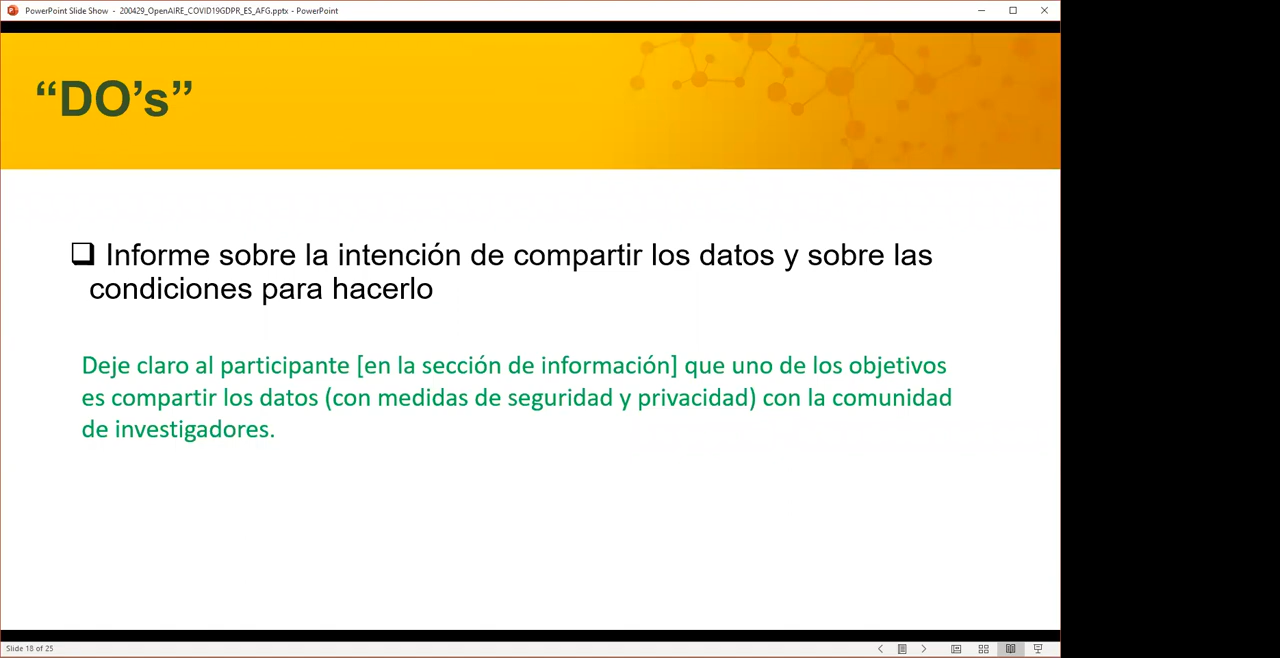 PowerPoint Slide Show - 200429_OpenAIRE_COVID19GDPR_ES_AFG.pptx - PowerPoint
“DO’s”
❑ Informe sobre la intención de compartir los datos y sobre las
condiciones para hacerlo
Deje claro al participante [en la sección de información] que uno de los objetivos
es compartir los datos (con medidas de seguridad y privacidad) con la comunidad
de investigadores.
Slide 18 of 25